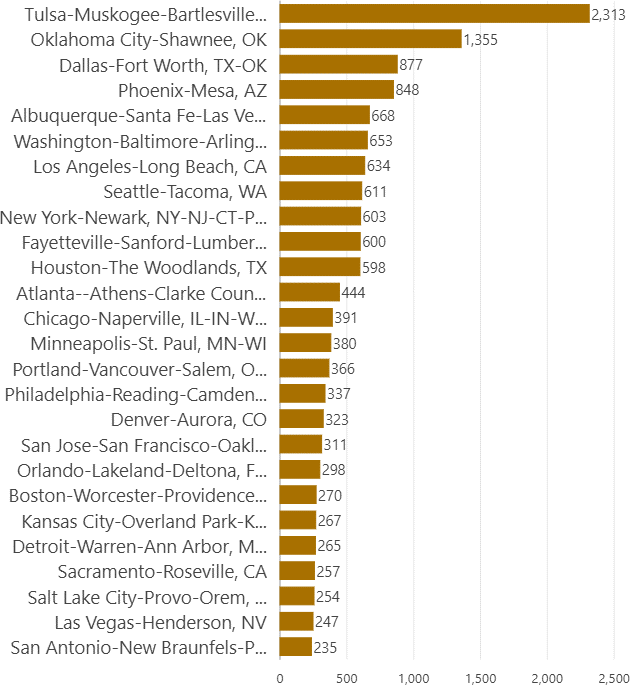 Tulsa-Muskogee-Bartlesville... 2,313
Oklahoma City-Shawnee, OK 1,355
Dallas-Fort Worth, TX-OK 877
Phoenix-Mesa, AZ 848
Albuquerque-Santa Fe-Las Ve... 668
Washington-Baltimore-Arling... 653
Los Angeles-Long Beach, CA 634
Seattle-Tacoma, WA 611
New York-Newark, NY-NJ-CT-P... 603
Fayetteville-Sanford-Lumber... 600
Houston-The Woodlands, TX 598
Atlanta--Athens-Clarke Coun... 444
Chicago-Naperville, IL-IN-W... 391
Minneapolis-St. Paul, MN-WI 380
Portland-Vancouver-Salem, O... 366
Philadelphia-Reading-Camden... 337
Denver-Aurora, CO 323
San Jose-San Francisco-Oakl... 311
Orlando-Lakeland-Deltona, F... 298
Boston-Worcester-Providence... 270
Kansas City-Overland Park-K... 267
Detroit-Warren-Ann Arbor, M... 265
Sacramento-Roseville, CA 257
Salt Lake City-Provo-Orem, ... 254
Las Vegas-Henderson, NV 247
San Antonio-New Braunfels-P... 235
0 500 1,000 1,500 2,000 2,500